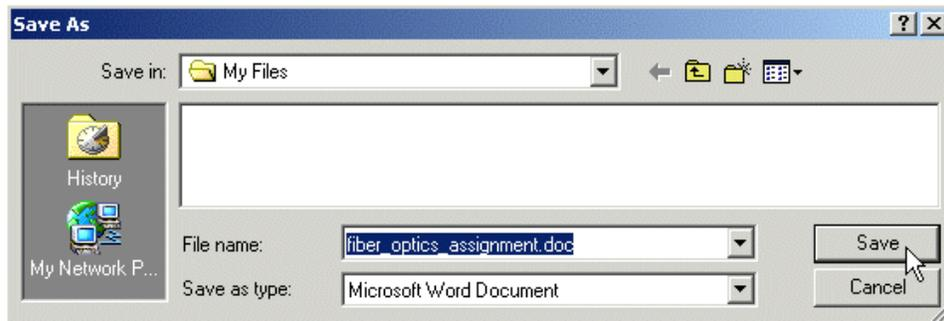 Save As
Save in: My Files
History
My Network P...
File name: fiber_optics_assignment.doc
Save as type: Microsoft Word Document
Save
Cancel